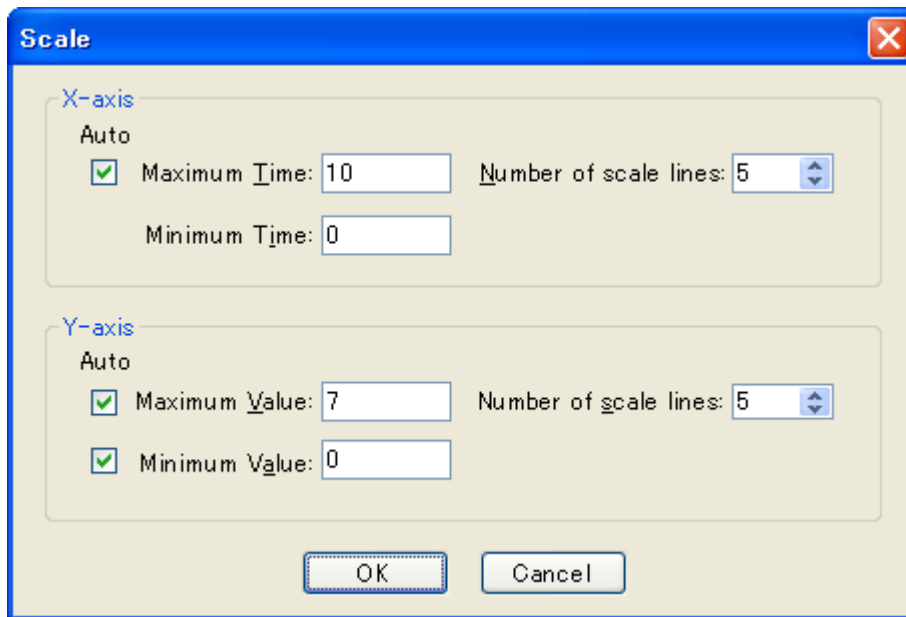 Scale
X-axis
Auto
Maximum Time: 10 Number of scale lines: 5
Minimum Time: 0
Y-axis
Auto
Maximum Value: 7 Number of scale lines: 5
Minimum Value: 0
OK Cancel